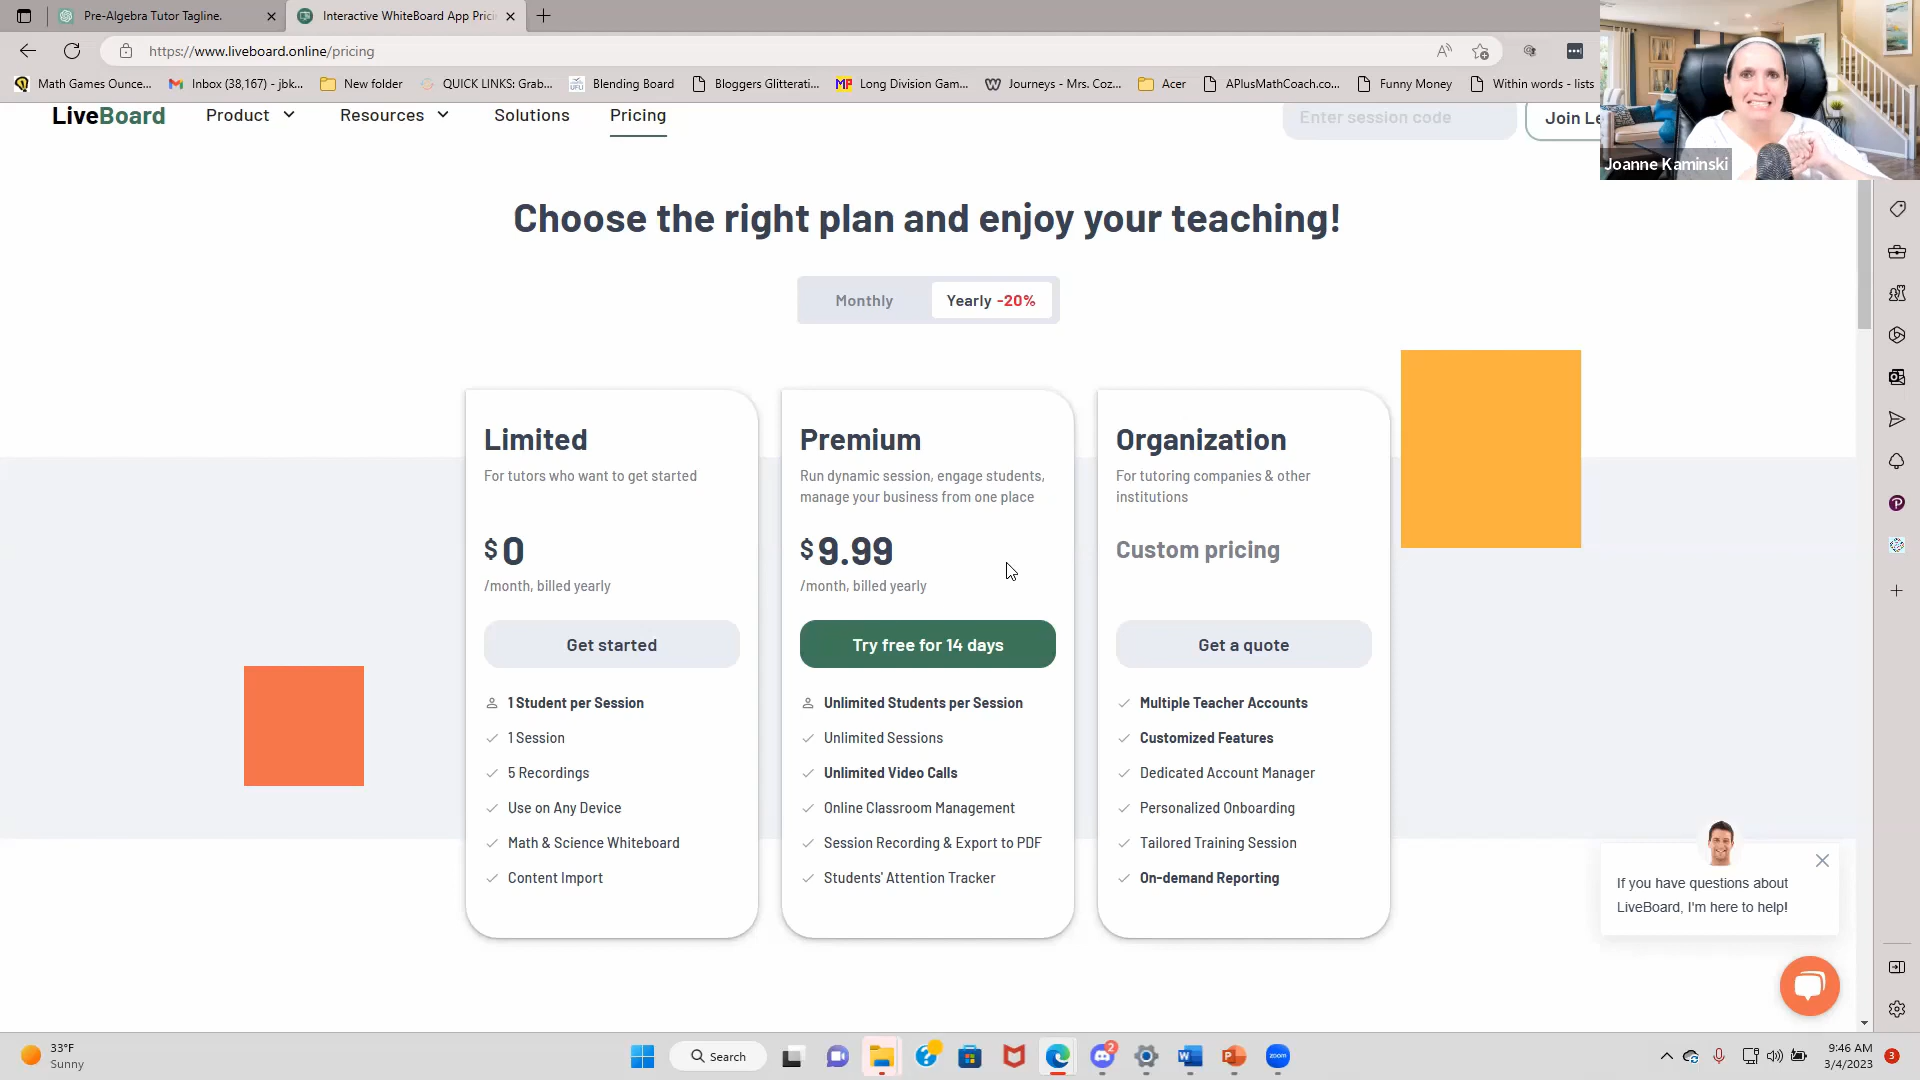 Pre-Algebra Tutor Tagline.
Interactive WhiteBoard App Prici
https://www.liveboard.online/pricing
Math Games Ounce...
Inbox (38,167) - jbk...
New folder
QUICK LINKS: Grab...
Blending Board
Bloggers Glitterati...
Long Division Gam...
Journeys - Mrs. Coz...
Acer
APlusMathCoach.co...
Funny Money
Within words - lists
LiveBoard
Product
Resources
Solutions
Pricing
Enter session code
Join Le
Joanne Kaminski
Choose the right plan and enjoy your teaching!
Monthly
Yearly -20%
Limited
For tutors who want to get started
$0
/month, billed yearly
Get started
1 Student per Session
1 Session
5 Recordings
Use on Any Device
Math & Science Whiteboard
Content Import
Premium
Run dynamic session, engage students,
manage your business from one place
$9.99
/month, billed yearly
Try free for 14 days
Unlimited Students per Session
Unlimited Sessions
Unlimited Video Calls
Online Classroom Management
Session Recording & Export to PDF
Students' Attention Tracker
Organization
For tutoring companies & other
institutions
Custom pricing
Get a quote
Multiple Teacher Accounts
Customized Features
Dedicated Account Manager
Personalized Onboarding
Tailored Training Session
On-demand Reporting
If you have questions about
LiveBoard, I'm here to help!
33°F
Sunny
Search
2
zoom
9:46 AM
3/4/2023
3